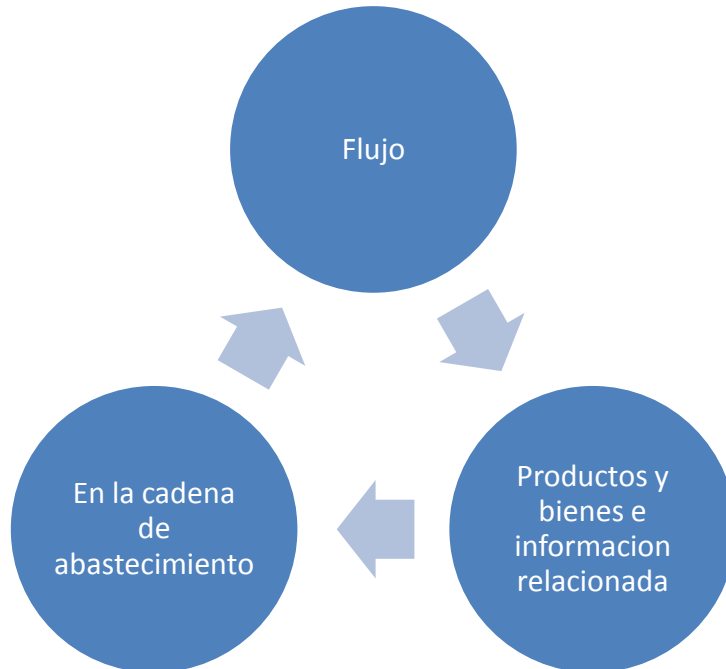 Flujo
Productos y
bienes e
informacion
relacionada
En la cadena
de
abastecimiento